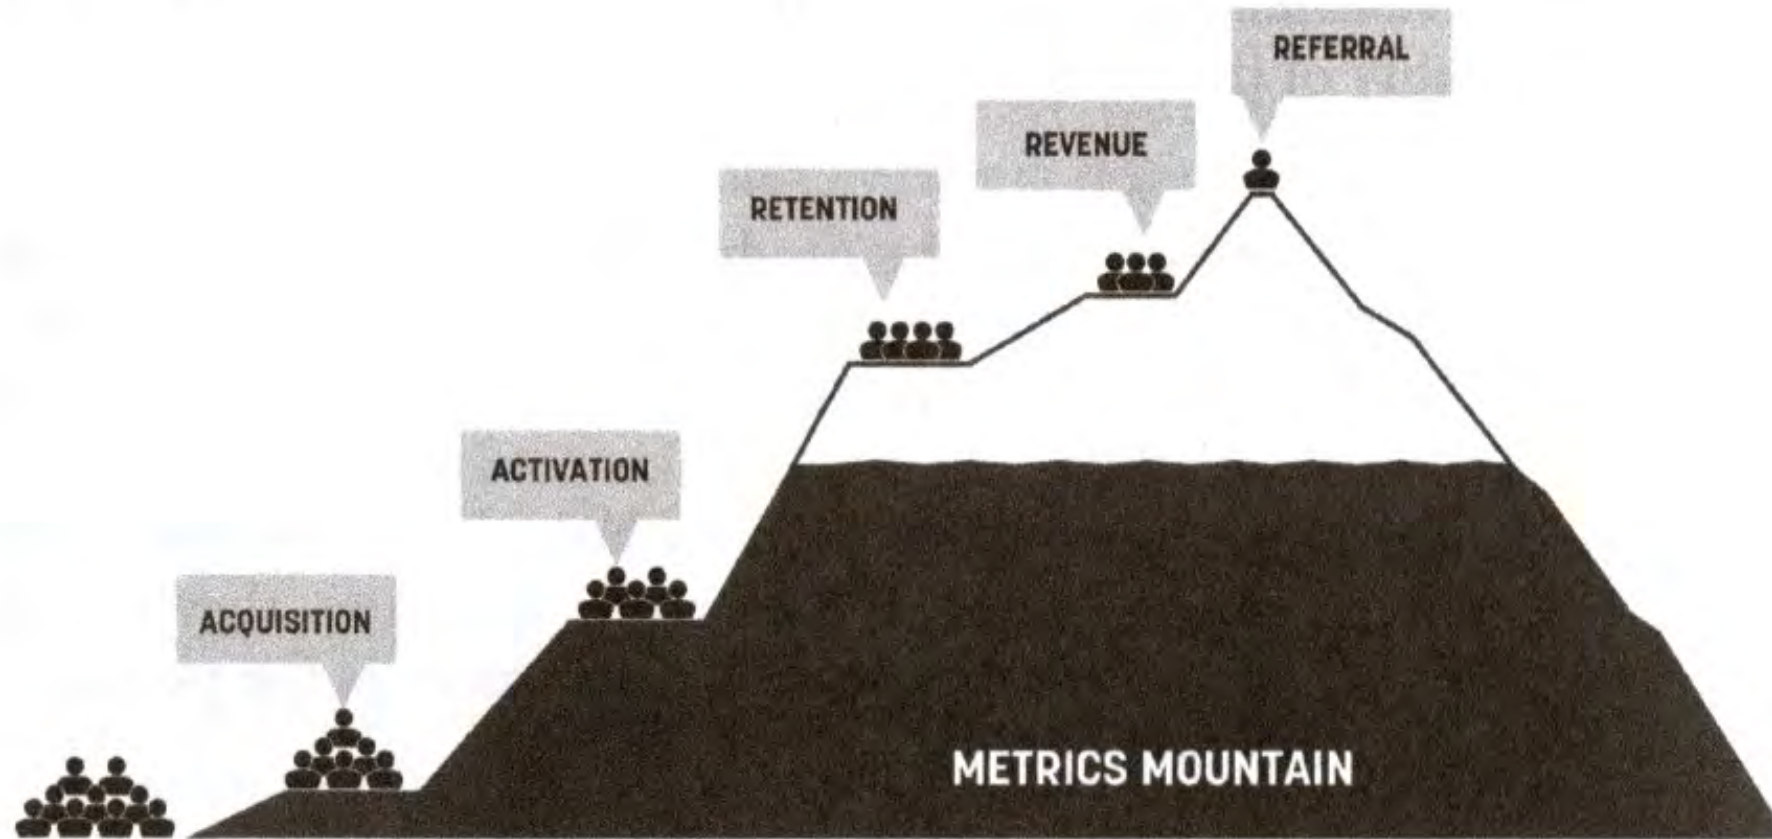 REFERRAL
REVENUE
RETENTION
ACTIVATION
ACQUISITION
METRICS MOUNTAIN